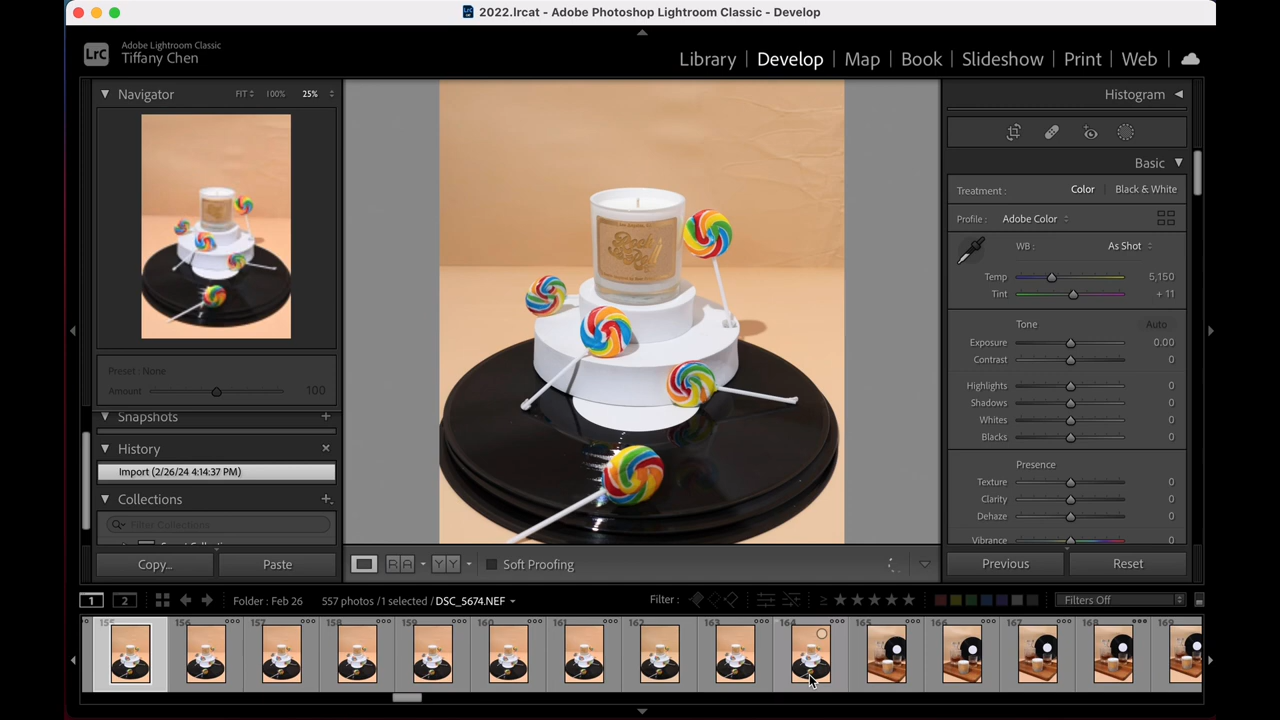 2022.lrcat - Adobe Photoshop Lightroom Classic - Develop
LrC
Adobe Lightroom Classic
Tiffany Chen
Library | Develop | Map | Book | Slideshow | Print | Web
Navigator FIT 100% 25%
Histogram
Basic
Treatment : Color | Black & White
Profile : Adobe Color
WB : As Shot
Temp 5,150
Tint + 11
Tone Auto
Exposure 0.00
Contrast 0
Highlights 0
Shadows 0
Whites 0
Blacks 0
Presence
Texture 0
Clarity 0
Dehaze 0
Vibrance 0
Preset : None
Amount 100
Snapshots +
History ×
Import (2/26/24 4:14:37 PM)
Collections +
Filter Collections
Copy... Paste
R A Y Y Soft Proofing
Previous Reset
1 2 Folder : Feb 26 557 photos / 1 selected / DSC_5674.NEF
Filter : ≥ ★ ★ ★ ★ ★ Filters Off
155 156 157 158 159 160 161 162 163 164 165 166 167 168 169